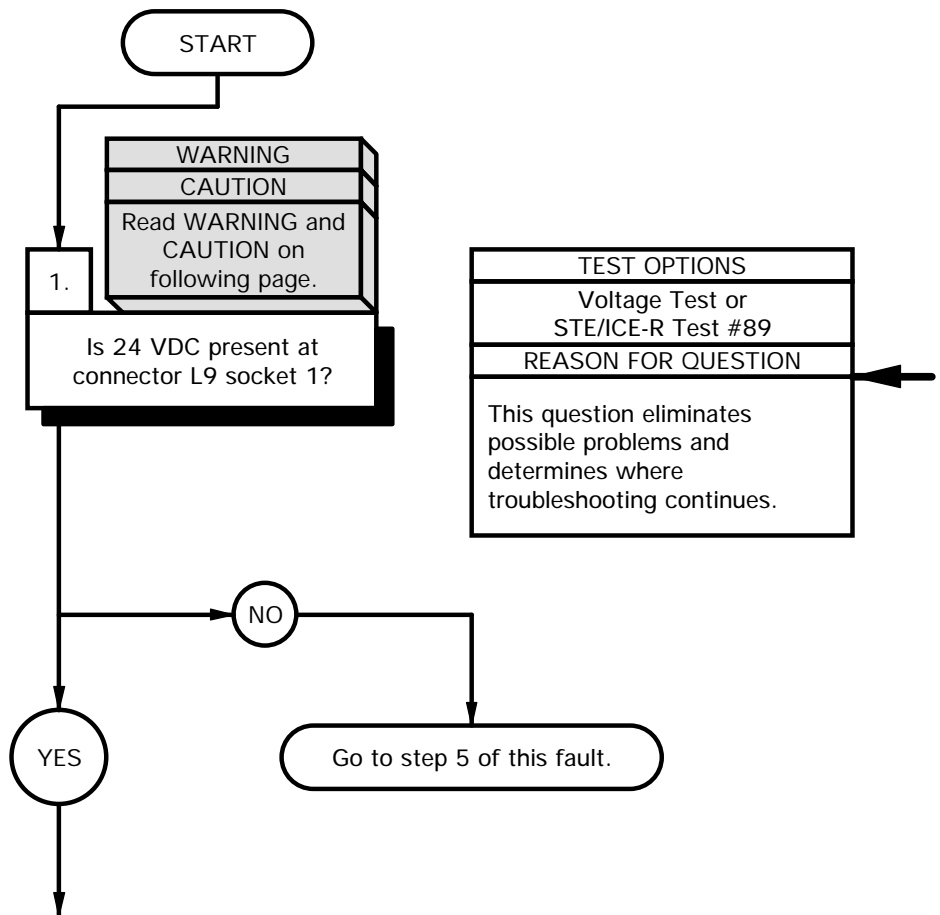 START
WARNING
CAUTION
Read WARNING and
CAUTION on
following page.
1.
Is 24 VDC present at
connector L9 socket 1?
TEST OPTIONS
Voltage Test or
STE/ICE-R Test #89
REASON FOR QUESTION
This question eliminates
possible problems and
determines where
troubleshooting continues.
NO
YES
Go to step 5 of this fault.